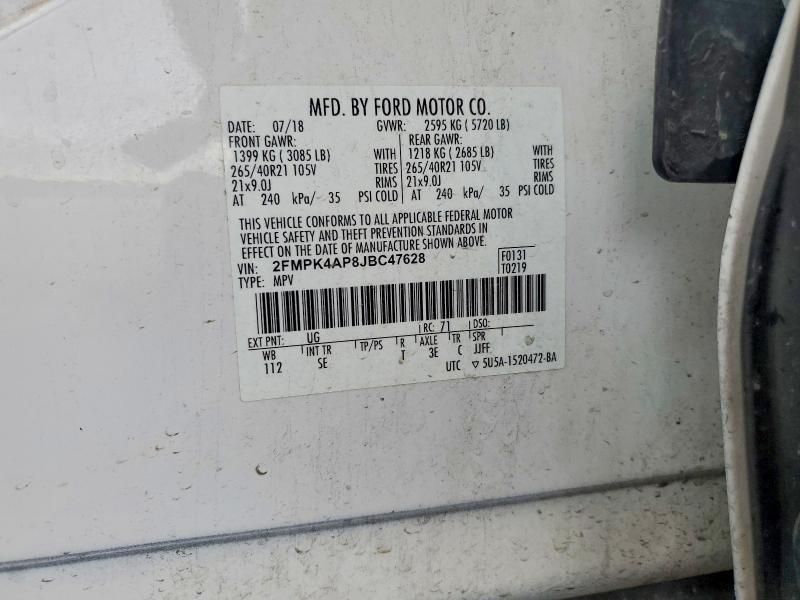 MFD. BY FORD MOTOR CO.
DATE: 07/18 GVWR: 2595 KG ( 5720 LB)
FRONT GAWR: REAR GAWR:
1399 KG ( 3085 LB) WITH 1218 KG ( 2685 LB) WITH
265/40R21 105V TIRES 265/40R21 105V TIRES
21x9.0J RIMS 21x9.0J RIMS
AT 240 kPa/ 35 PSI COLD AT 240 kPa/ 35 PSI COLD
THIS VEHICLE CONFORMS TO ALL APPLICABLE FEDERAL MOTOR
VEHICLE SAFETY AND THEFT PREVENTION STANDARDS IN
EFFECT ON THE DATE OF MANUFACTURE SHOWN ABOVE.
VIN: 2FMPK4AP8JBC47628 F0131
TYPE: MPV T0219
EXT PNT: UG RC: 71 DSO:
WB INT TR TP/PS R AXLE TR SPR
112 SE T 3E C JJFF
UTC ▽ 5U5A-1520472-BA